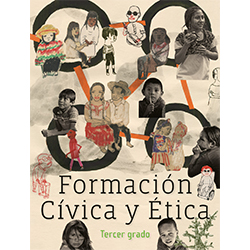 Formación
Cívica y Ética
Tercer grado